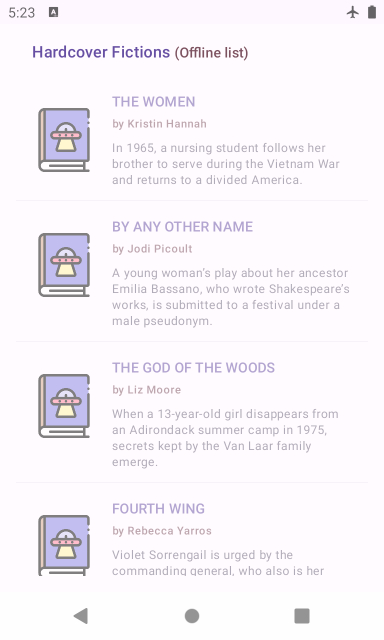 5:23
Hardcover Fictions (Offline list)
THE WOMEN
by Kristin Hannah
In 1965, a nursing student follows her
brother to serve during the Vietnam War
and returns to a divided America.
BY ANY OTHER NAME
by Jodi Picoult
A young woman's play about her ancestor
Emilia Bassano, who wrote Shakespeare's
works, is submitted to a festival under a
male pseudonym.
THE GOD OF THE WOODS
by Liz Moore
When a 13-year-old girl disappears from
an Adirondack summer camp in 1975,
secrets kept by the Van Laar family
emerge.
FOURTH WING
by Rebecca Yarros
Violet Sorrengail is urged by the
commanding general, who also is her